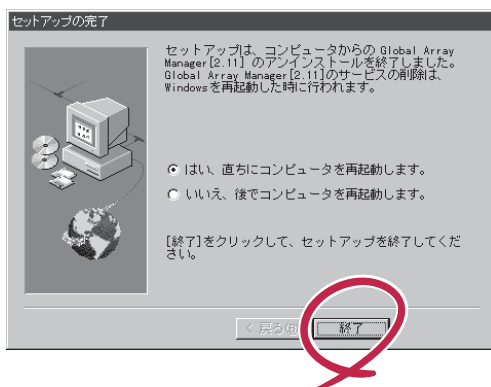 セットアップの完了
セットアップは、コンピュータからの Global Array
Manager[2.11] のアンインストールを終了しました。
Global Array Manager[2.11]のサービスの削除は、
Windowsを再起動した時に行われます。
はい、直ちにコンピュータを再起動します。
いいえ、後でコンピュータを再起動します。
[終了]をクリックして、セットアップを終了してくだ
さい。
< 戻る(B)
終了